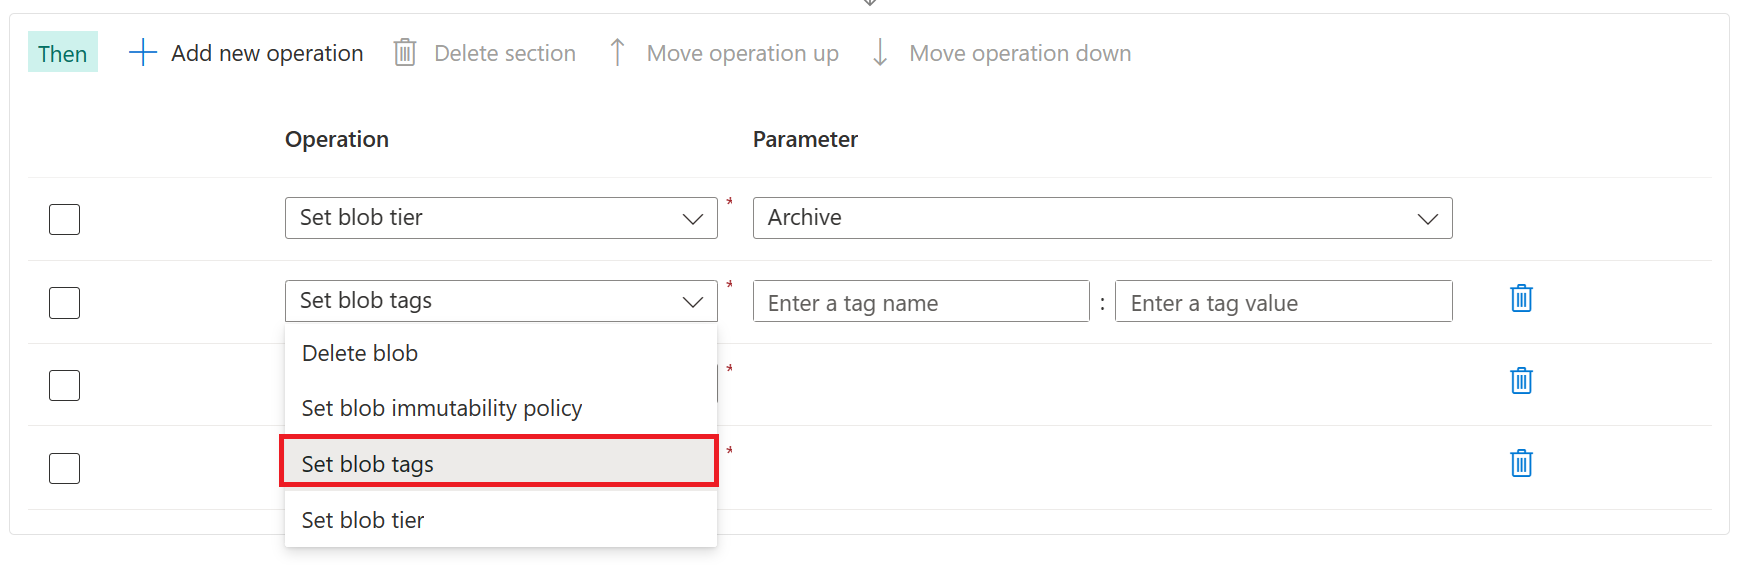 Then Add new operation Delete section Move operation up Move operation down
Operation Parameter
Set blob tier * Archive
Set blob tags * Enter a tag name : Enter a tag value
Delete blob
*
Set blob immutability policy
Set blob tags *
Set blob tier